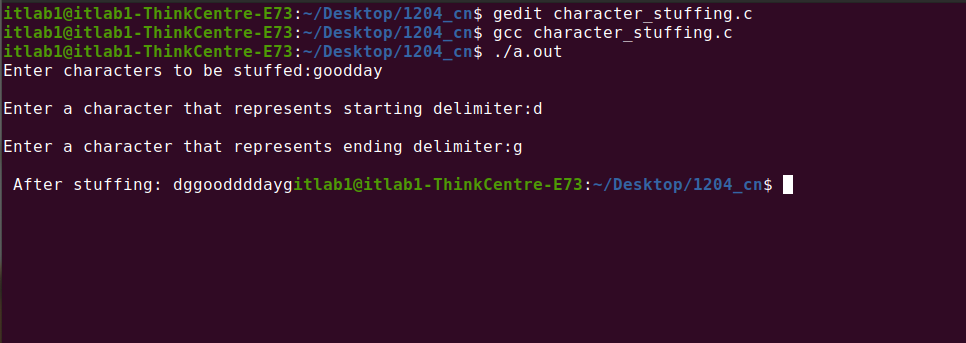 itlab1@itlab1-ThinkCentre-E73:~/Desktop/1204_cn$ gedit character_stuffing.c
itlab1@itlab1-ThinkCentre-E73:~/Desktop/1204_cn$ gcc character_stuffing.c
itlab1@itlab1-ThinkCentre-E73:~/Desktop/1204_cn$ ./a.out
Enter characters to be stuffed:goodday
Enter a character that represents starting delimiter:d
Enter a character that represents ending delimiter:g
After stuffing: dggooddddaygitlab1@itlab1-ThinkCentre-E73:~/Desktop/1204_cn$